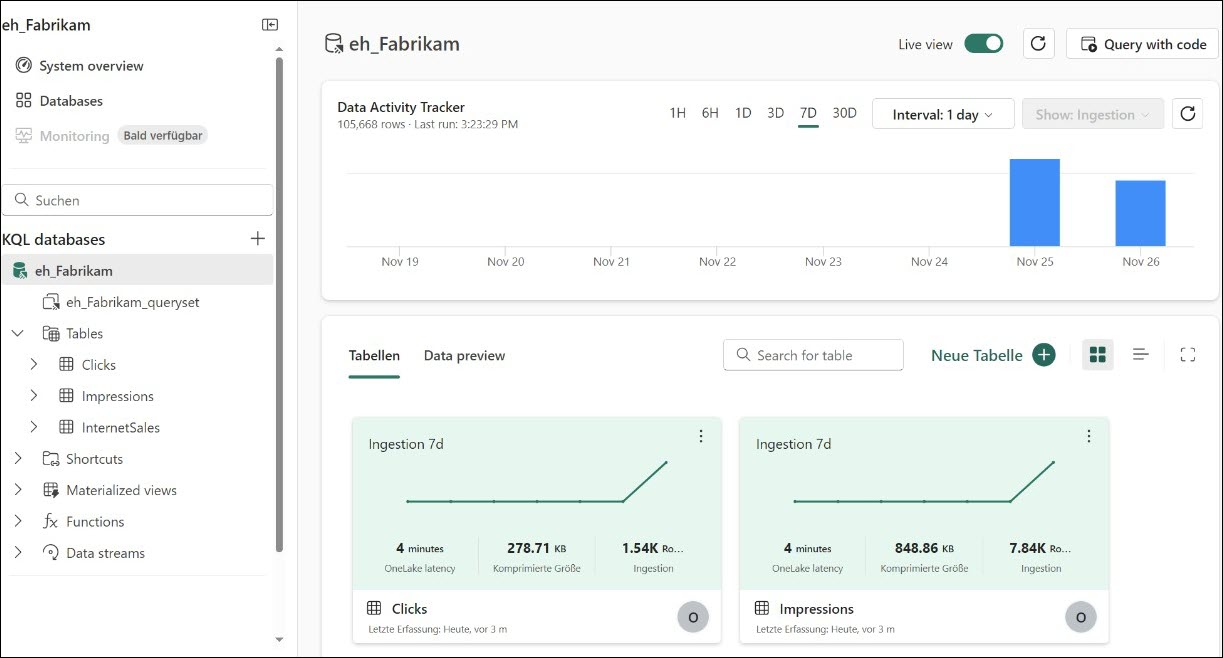 eh_Fabrikam
System overview
Databases
Monitoring Bald verfügbar
Suchen
KQL databases
eh_Fabrikam
eh_Fabrikam_queryset
Tables
Clicks
Impressions
InternetSales
Shortcuts
Materialized views
Functions
Data streams
eh_Fabrikam
Live view
Query with code
Data Activity Tracker
105,668 rows · Last run: 3:23:29 PM
1H 6H 1D 3D 7D 30D
Interval: 1 day
Show: Ingestion
Nov 19 Nov 20 Nov 21 Nov 22 Nov 23 Nov 24 Nov 25 Nov 26
Tabellen Data preview
Search for table
Neue Tabelle
Ingestion 7d
4 minutes 278.71 KB 1.54K Ro...
OneLake latency Komprimierte Größe Ingestion
Clicks
Letzte Erfassung: Heute, vor 3 m
O
Ingestion 7d
4 minutes 848.86 KB 7.84K Ro...
OneLake latency Komprimierte Größe Ingestion
Impressions
Letzte Erfassung: Heute, vor 3 m
O